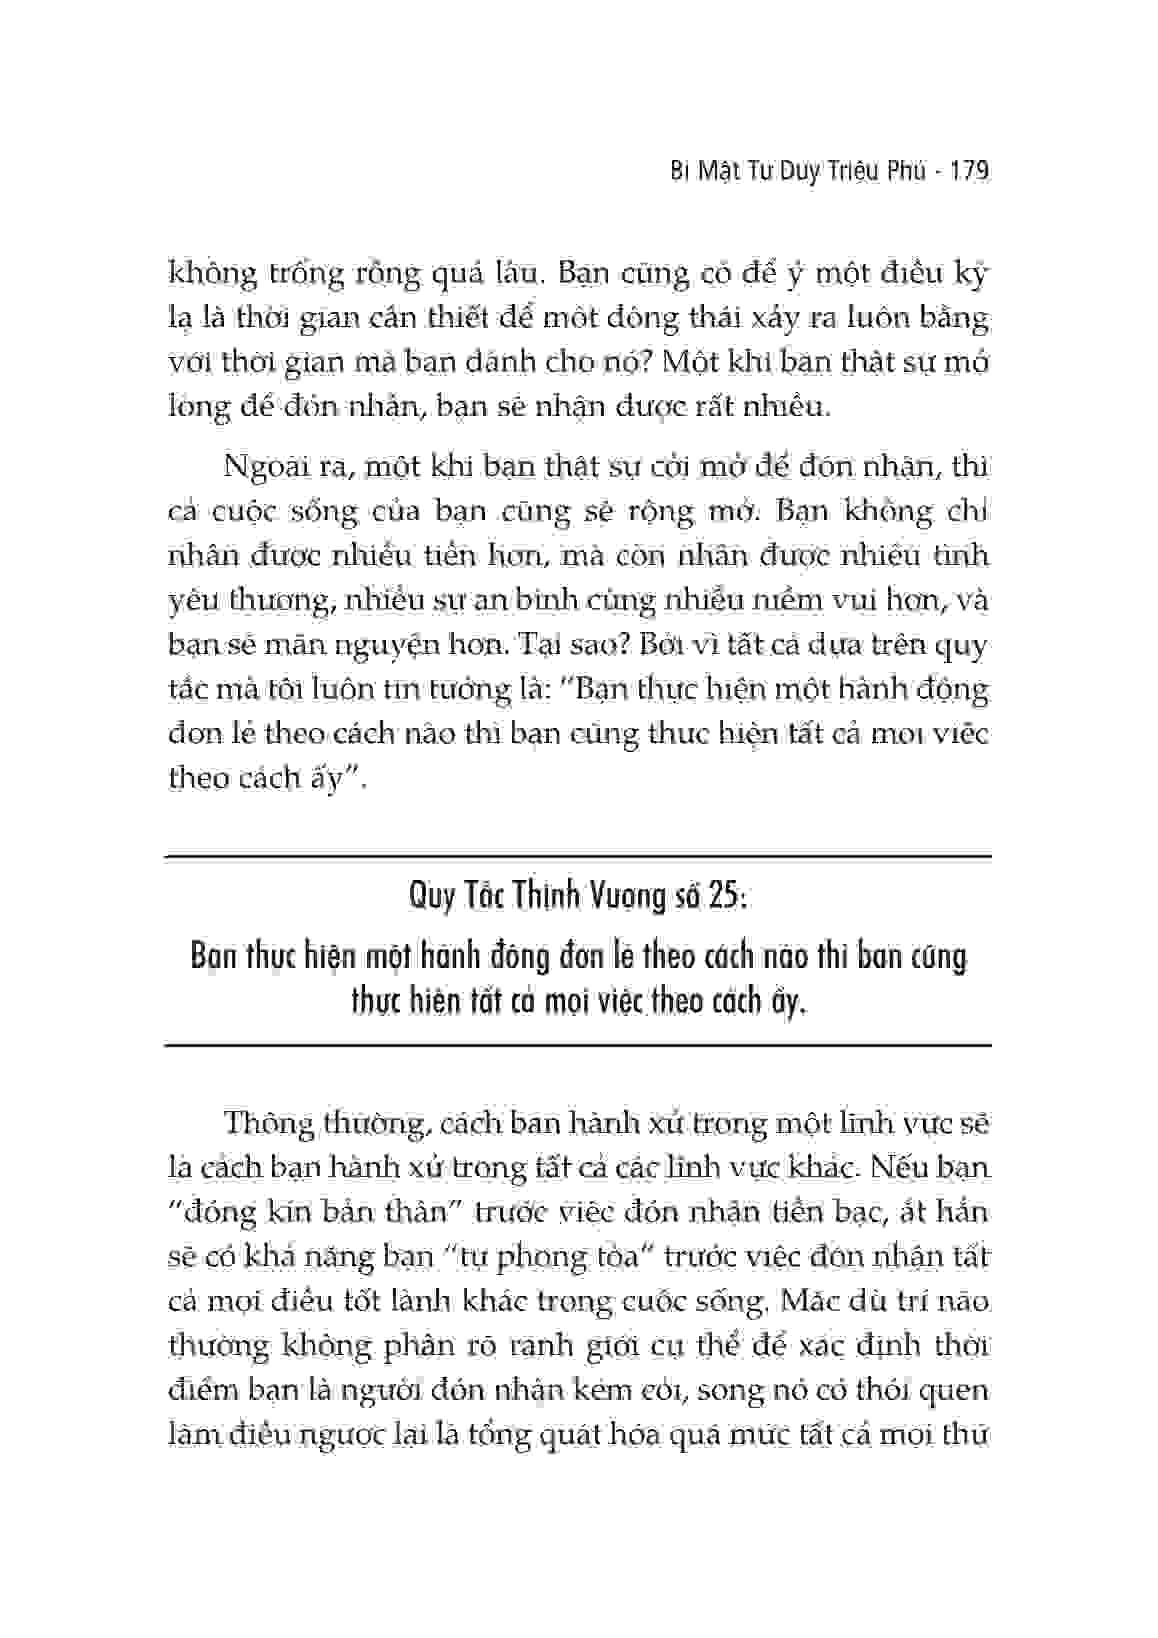 Bí Mật Tư Duy Triệu Phú - 179
không trống rỗng quá lâu. Bạn cũng có để ý một điều kỳ
lạ là thời gian cần thiết để một động thái xảy ra luôn bằng
với thời gian mà bạn dành cho nó? Một khi bạn thật sự mở
lòng để đón nhận, bạn sẽ nhận được rất nhiều.
Ngoài ra, một khi bạn thật sự cởi mở để đón nhận, thì
cả cuộc sống của bạn cũng sẽ rộng mở. Bạn không chỉ
nhận được nhiều tiền hơn, mà còn nhận được nhiều tình
yêu thương, nhiều sự an bình cùng nhiều niềm vui hơn, và
bạn sẽ mãn nguyện hơn. Tại sao? Bởi vì tất cả dựa trên quy
tắc mà tôi luôn tin tưởng là: “Bạn thực hiện một hành động
đơn lẻ theo cách nào thì bạn cũng thực hiện tất cả mọi việc
theo cách ấy”.
Quy Tắc Thịnh Vượng số 25:
Bạn thực hiện một hành động đơn lẻ theo cách nào thì bạn cũng
thực hiện tất cả mọi việc theo cách ấy.
Thông thường, cách bạn hành xử trong một lĩnh vực sẽ
là cách bạn hành xử trong tất cả các lĩnh vực khác. Nếu bạn
“đóng kín bản thân” trước việc đón nhận tiền bạc, ắt hẳn
sẽ có khả năng bạn “tự phong tỏa” trước việc đón nhận tất
cả mọi điều tốt lành khác trong cuộc sống. Mặc dù trí não
thường không phân rõ ranh giới cụ thể để xác định thời
điểm bạn là người đón nhận kém cỏi, song nó có thói quen
làm điều ngược lại là tổng quát hóa quá mức tất cả mọi thứ